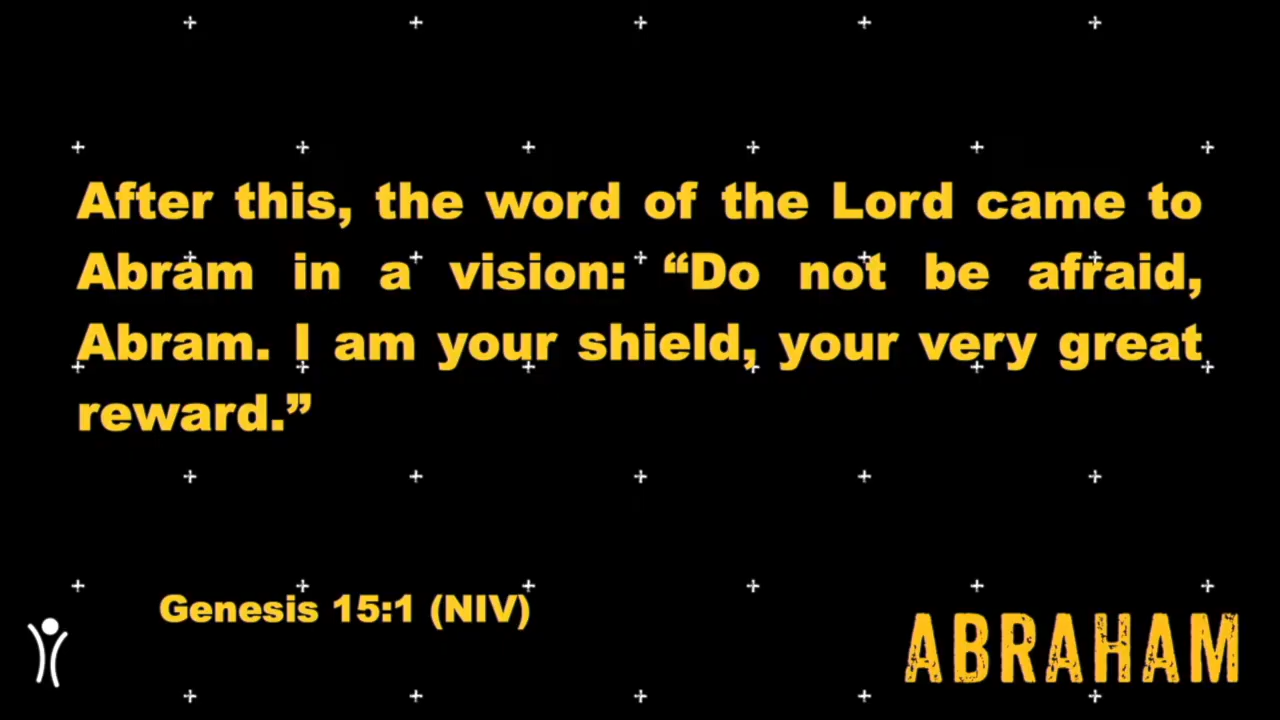 After this, the word of the Lord came to
Abram in a vision: “Do not be afraid,
Abram. I am your shield, your very great
reward.”
Genesis 15:1 (NIV)
ABRAHAM